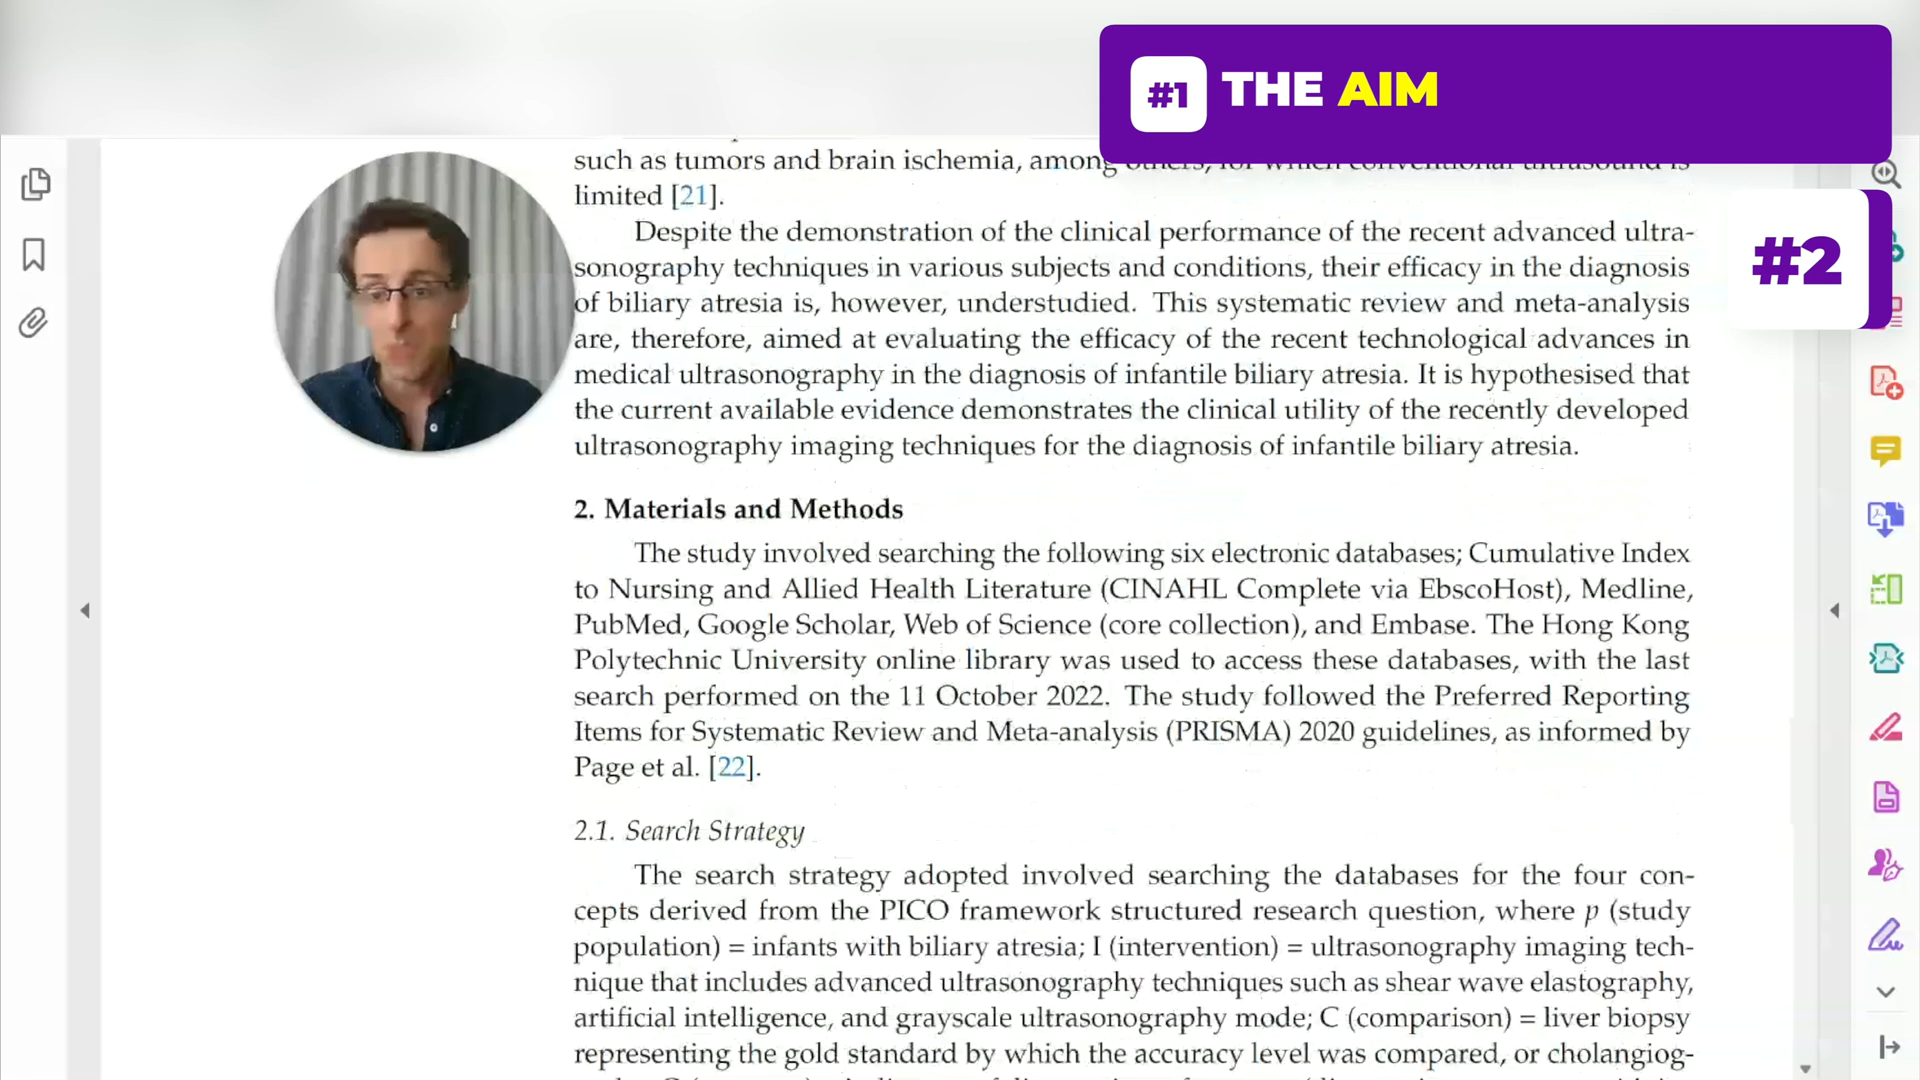 #1 THE AIM
#2
such as tumors and brain ischemia, among others, for which conventional ultrasound is
limited [21].
Despite the demonstration of the clinical performance of the recent advanced ultra-
sonography techniques in various subjects and conditions, their efficacy in the diagnosis
of biliary atresia is, however, understudied. This systematic review and meta-analysis
are, therefore, aimed at evaluating the efficacy of the recent technological advances in
medical ultrasonography in the diagnosis of infantile biliary atresia. It is hypothesised that
the current available evidence demonstrates the clinical utility of the recently developed
ultrasonography imaging techniques for the diagnosis of infantile biliary atresia.
2. Materials and Methods
The study involved searching the following six electronic databases; Cumulative Index
to Nursing and Allied Health Literature (CINAHL Complete via EbscoHost), Medline,
PubMed, Google Scholar, Web of Science (core collection), and Embase. The Hong Kong
Polytechnic University online library was used to access these databases, with the last
search performed on the 11 October 2022. The study followed the Preferred Reporting
Items for Systematic Review and Meta-analysis (PRISMA) 2020 guidelines, as informed by
Page et al. [22].
2.1. Search Strategy
The search strategy adopted involved searching the databases for the four con-
cepts derived from the PICO framework structured research question, where p (study
population) = infants with biliary atresia; I (intervention) = ultrasonography imaging tech-
nique that includes advanced ultrasonography techniques such as shear wave elastography,
artificial intelligence, and grayscale ultrasonography mode; C (comparison) = liver biopsy
representing the gold standard by which the accuracy level was compared, or cholangiog-